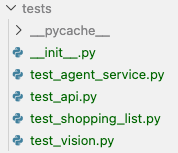 tests
__pycache__
__init__.py
test_agent_service.py
test_api.py
test_shopping_list.py
test_vision.py